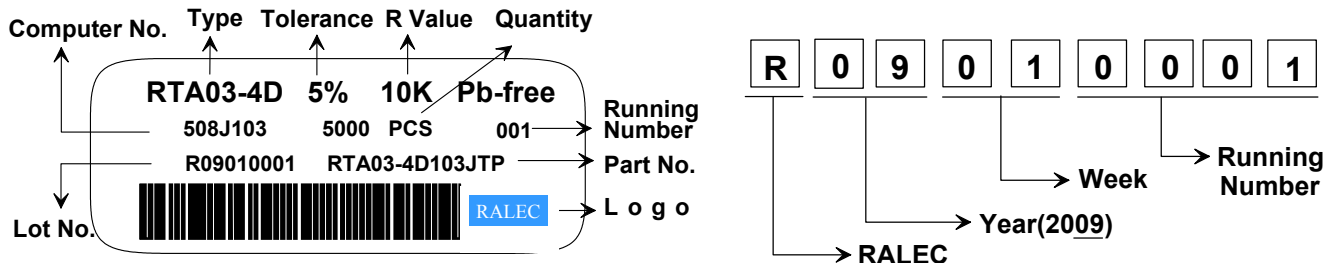 Computer No. Type Tolerance R Value Quantity
RTA03-4D 5% 10K Pb-free
508J103 5000 PCS 001
Running
Number
R09010001 RTA03-4D103JTP
Part No.
RALEC
Logo
Lot No.
R 0 9 0 1 0 0 0 1
Running
Number
Week
Year(2009)
RALEC